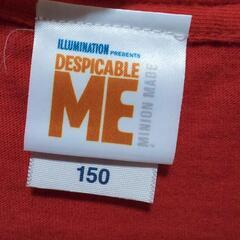 ILLUMINATION PRESENTS
DESPICABLE
ME
MINION MADE
150